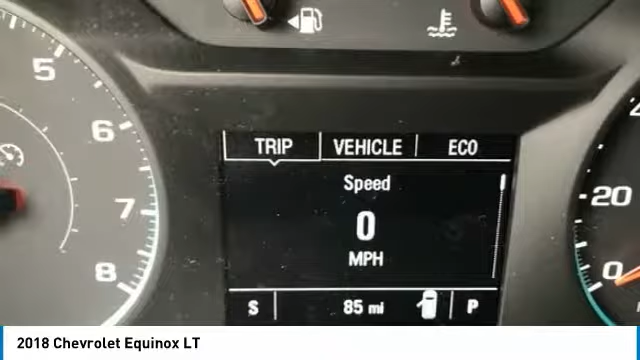 5
6
7
8
TRIP VEHICLE ECO
Speed
0
MPH
S 85 mi P
20
0
2018 Chevrolet Equinox LT